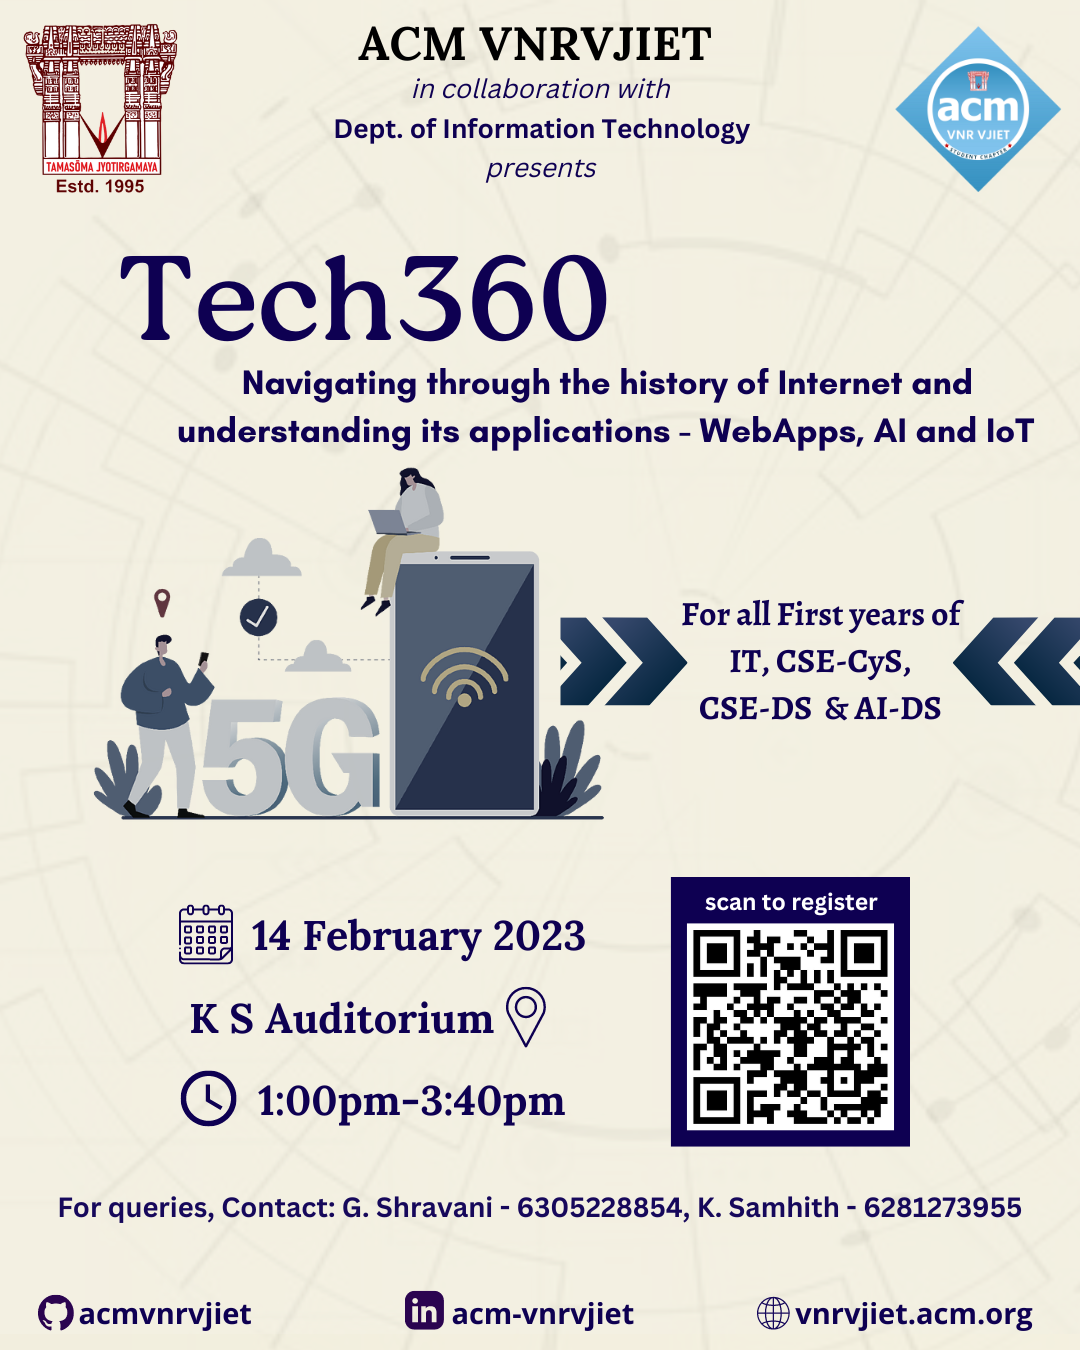 TAMASŌMA JYOTIRGAMAYA
Estd. 1995
ACM VNRVJIET
in collaboration with
Dept. of Information Technology
presents
acm
VNR VJIET
STUDENT CHAPTER
Tech360
Navigating through the history of Internet and
understanding its applications - WebApps, AI and IoT
5G
For all First years of
IT, CSE-CyS,
CSE-DS & AI-DS
14 February 2023
K S Auditorium
1:00pm-3:40pm
scan to register
For queries, Contact: G. Shravani - 6305228854, K. Samhith - 6281273955
acmvnrvjiet
in acm-vnrvjiet
vnrvjiet.acm.org